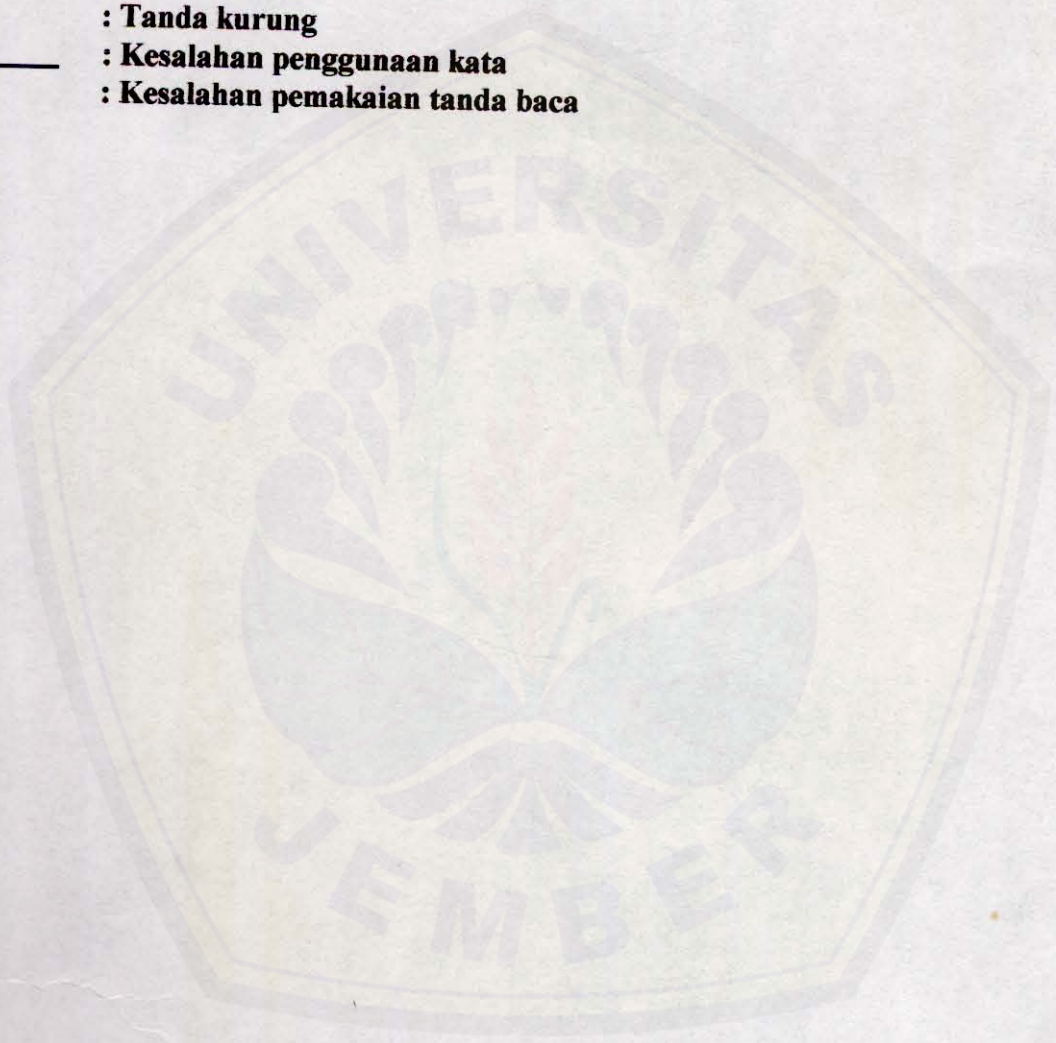 : Tanda kurung
: Kesalahan penggunaan kata
: Kesalahan pemakaian tanda baca
UNIVERSITAS
JEMBER